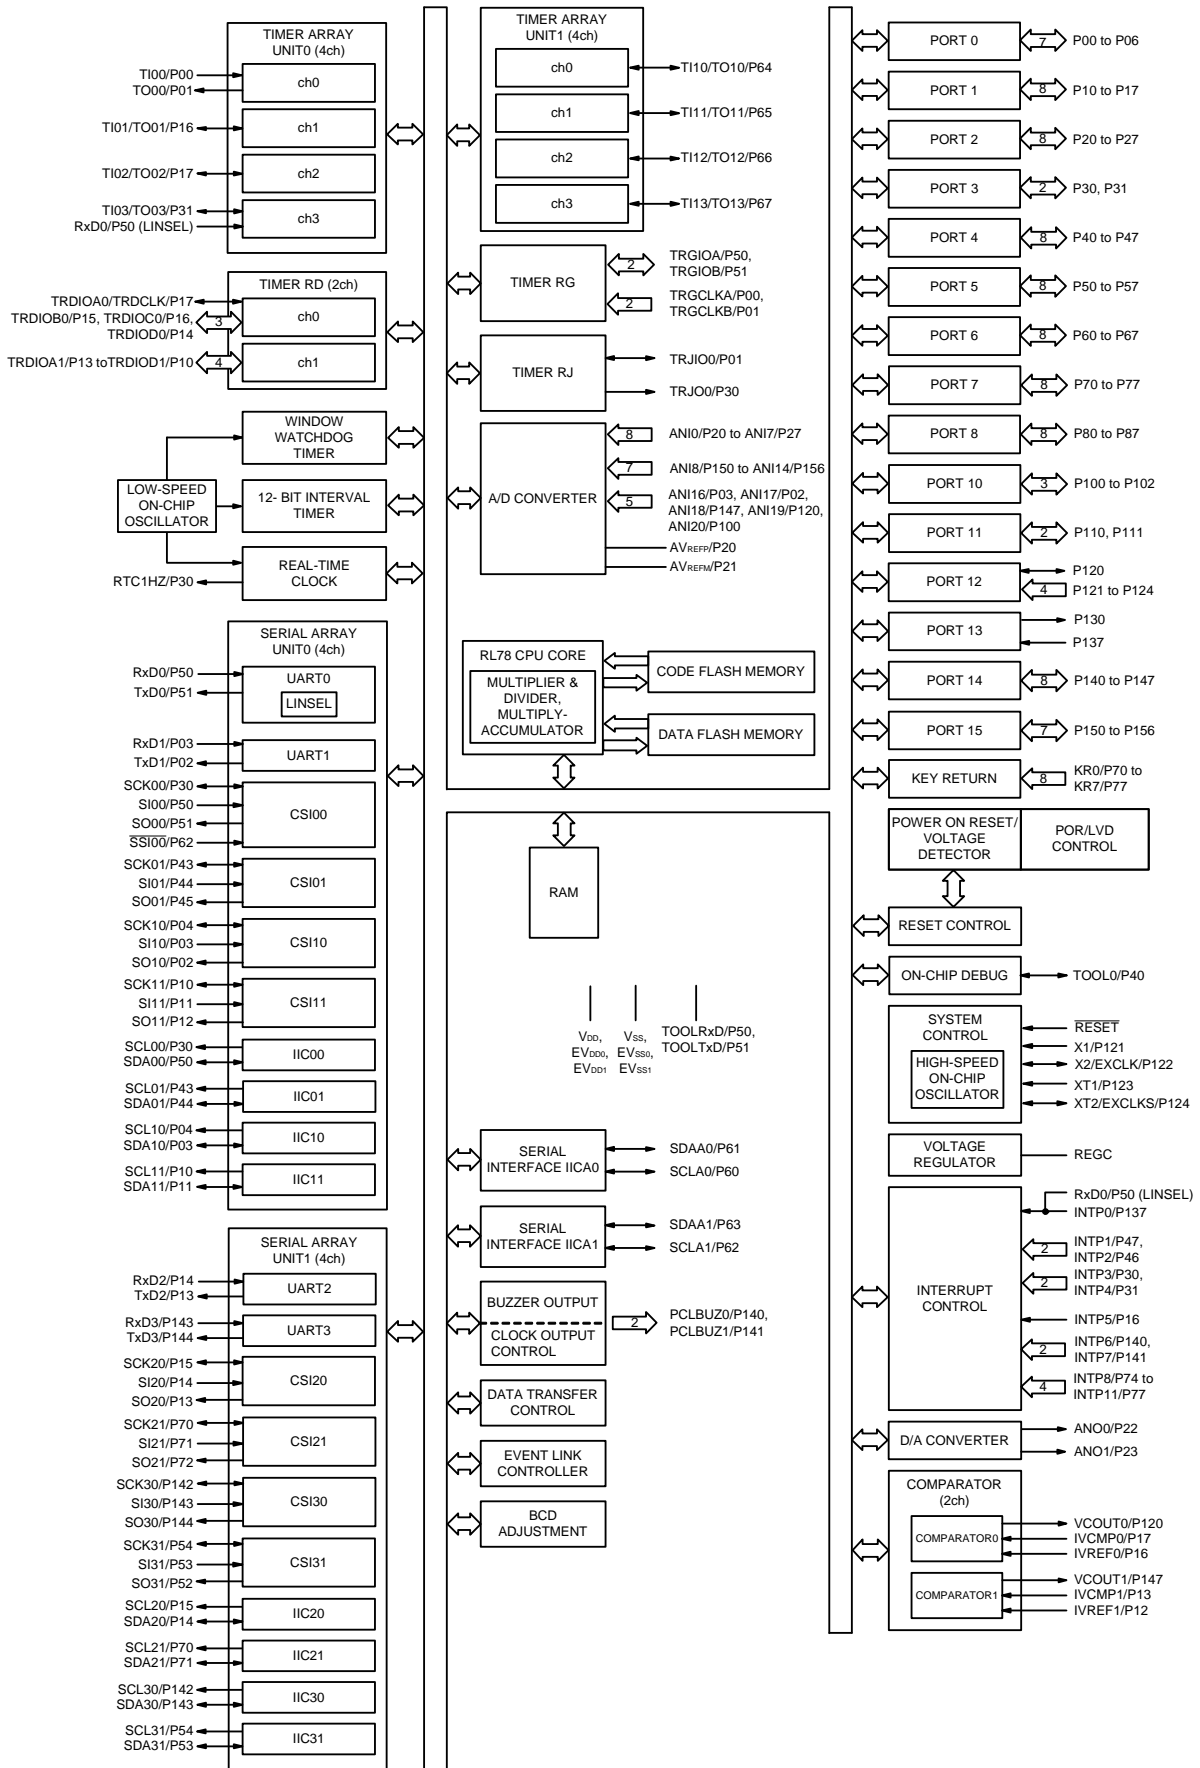 TIMER ARRAY
UNIT0 (4ch)
TI00/P00
TO00/P01
ch0
TI01/TO01/P16
ch1
TI02/TO02/P17
ch2
TI03/TO03/P31
RxD0/P50 (LINSEL)
ch3
TIMER RD (2ch)
TRDIOA0/TRDCLK/P17
TRDIOB0/P15, TRDIOC0/P16,
TRDIOD0/P14
3
ch0
TRDIOA1/P13 toTRDIOD1/P10
4
ch1
WINDOW
WATCHDOG
TIMER
LOW-SPEED
ON-CHIP
OSCILLATOR
12- BIT INTERVAL
TIMER
RTC1HZ/P30
REAL-TIME
CLOCK
SERIAL ARRAY
UNIT0 (4ch)
RxD0/P50
TxD0/P51
UART0
LINSEL
RxD1/P03
TxD1/P02
UART1
SCK00/P30
SI00/P50
SO00/P51
SSI00/P62
CSI00
SCK01/P43
SI01/P44
SO01/P45
CSI01
SCK10/P04
SI10/P03
SO10/P02
CSI10
SCK11/P10
SI11/P11
SO11/P12
CSI11
SCL00/P30
SDA00/P50
IIC00
SCL01/P43
SDA01/P44
IIC01
SCL10/P04
SDA10/P03
IIC10
SCL11/P10
SDA11/P11
IIC11
SERIAL ARRAY
UNIT1 (4ch)
RxD2/P14
TxD2/P13
UART2
RxD3/P143
TxD3/P144
UART3
SCK20/P15
SI20/P14
SO20/P13
CSI20
SCK21/P70
SI21/P71
SO21/P72
CSI21
SCK30/P142
SI30/P143
SO30/P144
CSI30
SCK31/P54
SI31/P53
SO31/P52
CSI31
SCL20/P15
SDA20/P14
IIC20
SCL21/P70
SDA21/P71
IIC21
SCL30/P142
SDA30/P143
IIC30
SCL31/P54
SDA31/P53
IIC31
TIMER ARRAY
UNIT1 (4ch)
ch0
TI10/TO10/P64
ch1
TI11/TO11/P65
ch2
TI12/TO12/P66
ch3
TI13/TO13/P67
TIMER RG
2
TRGIOA/P50,
TRGIOB/P51
2
TRGCLKA/P00,
TRGCLKB/P01
TIMER RJ
TRJIO0/P01
TRJO0/P30
A/D CONVERTER
8
ANI0/P20 to ANI7/P27
7
ANI8/P150 to ANI14/P156
5
ANI16/P03, ANI17/P02,
ANI18/P147, ANI19/P120,
ANI20/P100
AVREFP/P20
AVREFM/P21
RL78 CPU CORE
MULTIPLIER &
DIVIDER,
MULTIPLY-
ACCUMULATOR
CODE FLASH MEMORY
DATA FLASH MEMORY
RAM
VDD,
EVDD0,
EVDD1
VSS,
EVSS0,
EVSS1
TOOLRxD/P50,
TOOLTxD/P51
SERIAL
INTERFACE IICA0
SDAA0/P61
SCLA0/P60
SERIAL
INTERFACE IICA1
SDAA1/P63
SCLA1/P62
BUZZER OUTPUT
CLOCK OUTPUT
CONTROL
2
PCLBUZ0/P140,
PCLBUZ1/P141
DATA TRANSFER
CONTROL
EVENT LINK
CONTROLLER
BCD
ADJUSTMENT
PORT 0
7
P00 to P06
PORT 1
8
P10 to P17
PORT 2
8
P20 to P27
PORT 3
2
P30, P31
PORT 4
8
P40 to P47
PORT 5
8
P50 to P57
PORT 6
8
P60 to P67
PORT 7
8
P70 to P77
PORT 8
8
P80 to P87
PORT 10
3
P100 to P102
PORT 11
2
P110, P111
PORT 12
P120
4
P121 to P124
PORT 13
P130
P137
PORT 14
8
P140 to P147
PORT 15
7
P150 to P156
KEY RETURN
8
KR0/P70 to
KR7/P77
POWER ON RESET/
VOLTAGE
DETECTOR
POR/LVD
CONTROL
RESET CONTROL
ON-CHIP DEBUG
TOOL0/P40
SYSTEM
CONTROL
HIGH-SPEED
ON-CHIP
OSCILLATOR
RESET
X1/P121
X2/EXCLK/P122
XT1/P123
XT2/EXCLKS/P124
VOLTAGE
REGULATOR
REGC
INTERRUPT
CONTROL
RxD0/P50 (LINSEL)
INTP0/P137
2
INTP1/P47,
INTP2/P46
2
INTP3/P30,
INTP4/P31
INTP5/P16
2
INTP6/P140,
INTP7/P141
4
INTP8/P74 to
INTP11/P77
D/A CONVERTER
ANO0/P22
ANO1/P23
COMPARATOR
(2ch)
COMPARATOR0
VCOUT0/P120
IVCMP0/P17
IVREF0/P16
COMPARATOR1
VCOUT1/P147
IVCMP1/P13
IVREF1/P12